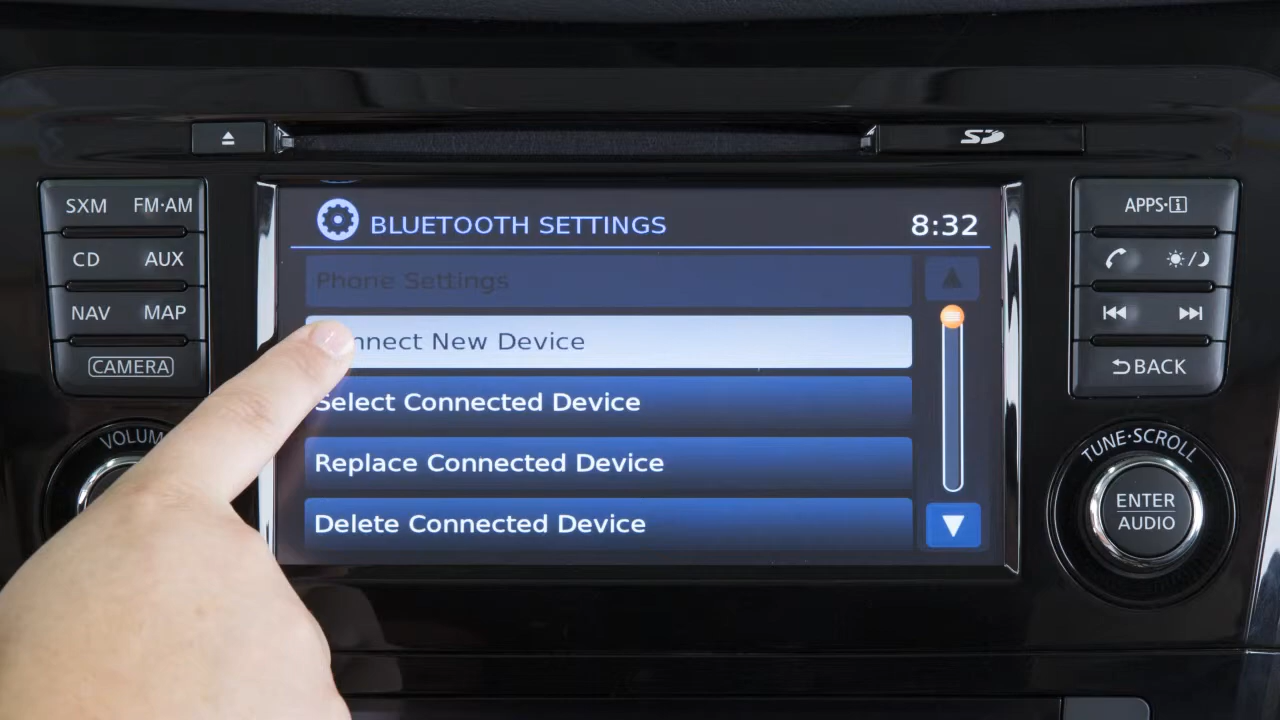 SD
SXM FM·AM
CD AUX
NAV MAP
CAMERA
VOLUM
BLUETOOTH SETTINGS 8:32
Phone Settings
nnect New Device
Select Connected Device
Replace Connected Device
Delete Connected Device
APPS·i
BACK
TUNE·SCROLL
ENTER
AUDIO